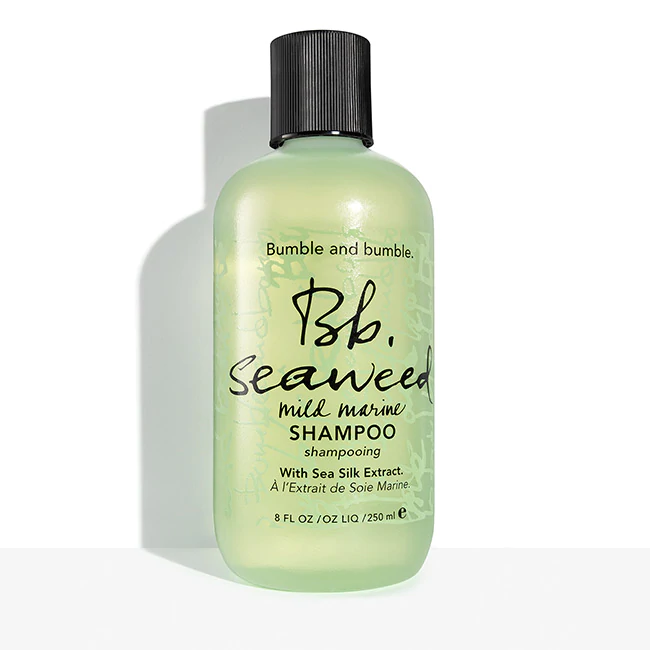 Bumble and bumble.
Bb.
seaweed
mild marine
SHAMPOO
shampooing
With Sea Silk Extract.
À l'Extrait de Soie Marine.
8 FL OZ/OZ LIQ/250 ml e